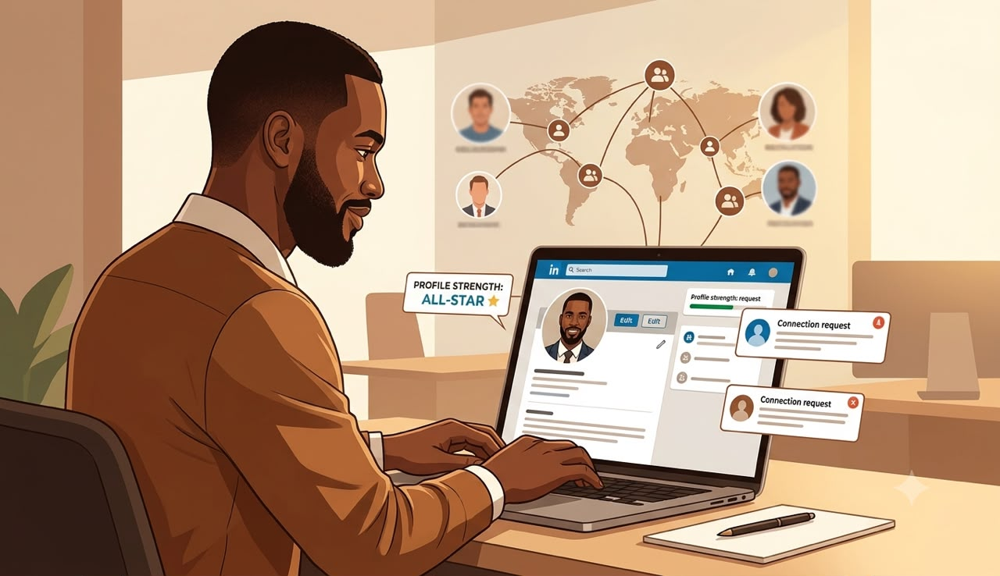 in
Search
PROFILE STRENGTH:
ALL-STAR
Edit
Edit
Profile strength: request
Connection request
Connection request